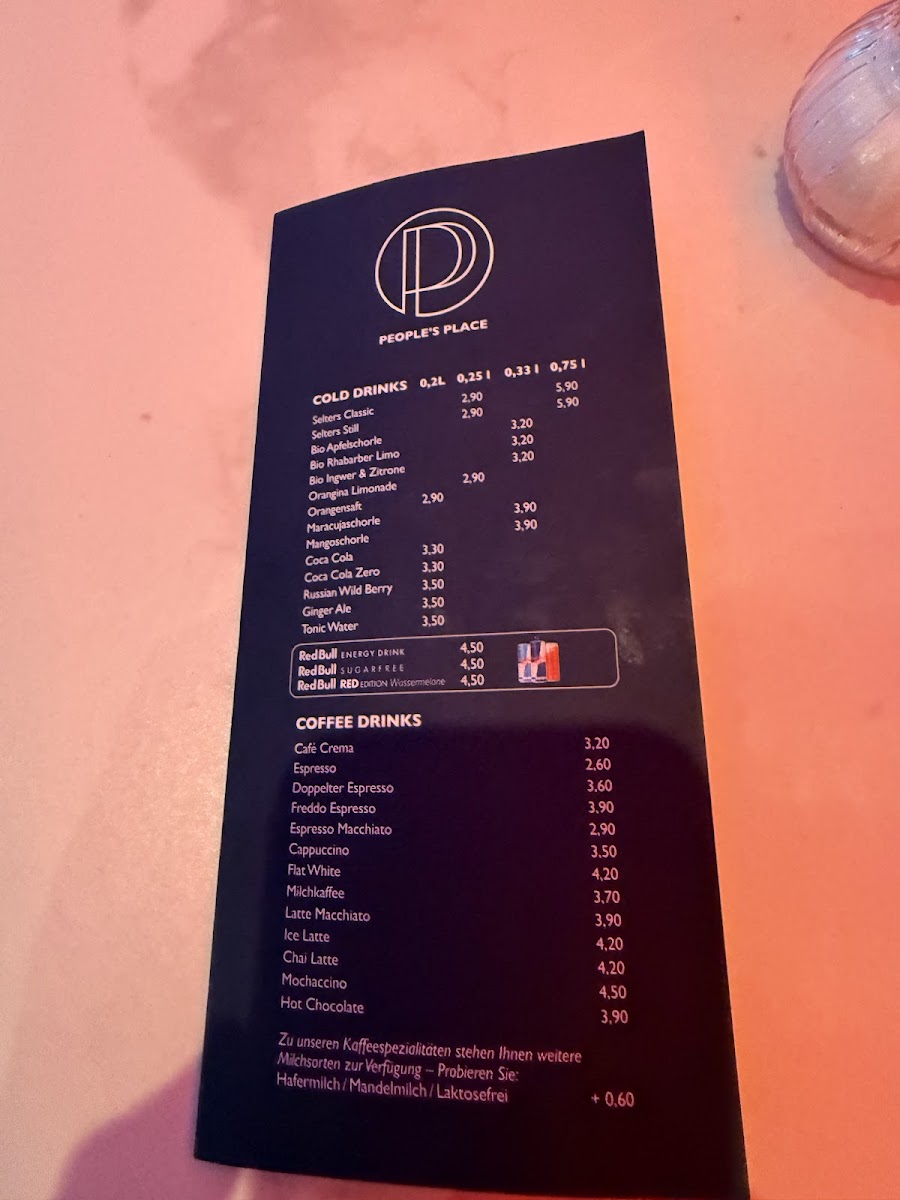 PEOPLE'S PLACE
COLD DRINKS 0,2L 0,25 l 0,33 l 0,75 l
Selters Classic 2,90 5,90
Selters Still 2,90 5,90
Bio Apfelschorle 3,20
Bio Rhabarber Limo 3,20
Bio Ingwer & Zitrone 3,20
Orangina Limonade 2,90
Orangensaft 2,90
Maracujaschorle 3,90
Mangoschorle 3,90
Coca Cola 3,30
Coca Cola Zero 3,30
Russian Wild Berry 3,50
Ginger Ale 3,50
Tonic Water 3,50
RedBull ENERGY DRINK 4,50
RedBull SUGARFREE 4,50
RedBull RED EDITION Wassermelone 4,50
COFFEE DRINKS
Café Crema 3,20
Espresso 2,60
Doppelter Espresso 3,60
Freddo Espresso 3,90
Espresso Macchiato 2,90
Cappuccino 3,50
Flat White 4,20
Milchkaffee 3,70
Latte Macchiato 3,90
Ice Latte 4,20
Chai Latte 4,20
Mochaccino 4,50
Hot Chocolate 3,90
Zu unseren Kaffeespezialitäten stehen Ihnen weitere
Milchsorten zur Verfügung – Probieren Sie:
Hafermilch / Mandelmilch / Laktosefrei + 0,60